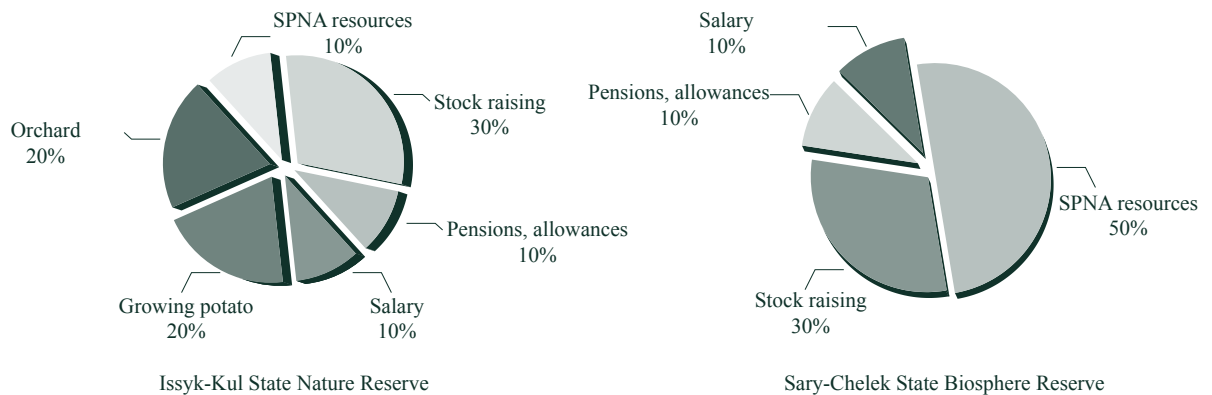 SPNA resources
10%
Stock raising
30%
Pensions, allowances
10%
Salary
10%
Growing potato
20%
Orchard
20%
Issyk-Kul State Nature Reserve
Salary
10%
Pensions, allowances
10%
SPNA resources
50%
Stock raising
30%
Sary-Chelek State Biosphere Reserve